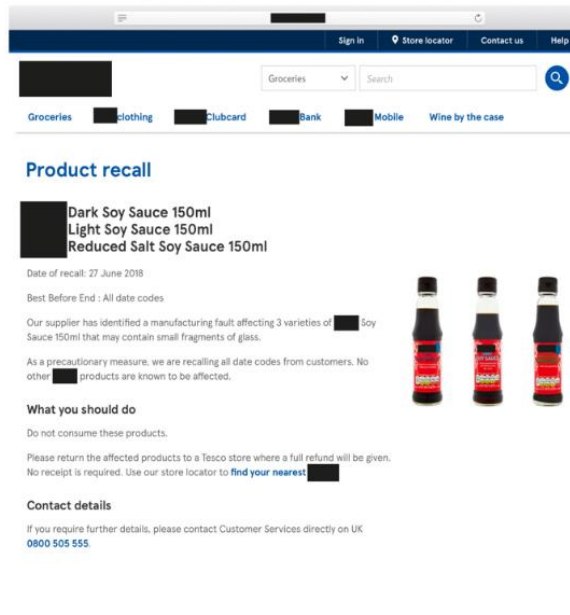 Sign in Store locator Contact us Help
Groceries Search
Groceries clothing Clubcard Bank Mobile Wine by the case
Product recall
Dark Soy Sauce 150ml
Light Soy Sauce 150ml
Reduced Salt Soy Sauce 150ml
Date of recall: 27 June 2018
Best Before End : All date codes
Our supplier has identified a manufacturing fault affecting 3 varieties of Soy
Sauce 150ml that may contain small fragments of glass.
As a precautionary measure, we are recalling all date codes from customers. No
other products are known to be affected.
What you should do
Do not consume these products.
Please return the affected products to a Tesco store where a full refund will be given.
No receipt is required. Use our store locator to find your nearest
Contact details
If you require further details, please contact Customer Services directly on UK
0800 505 555.